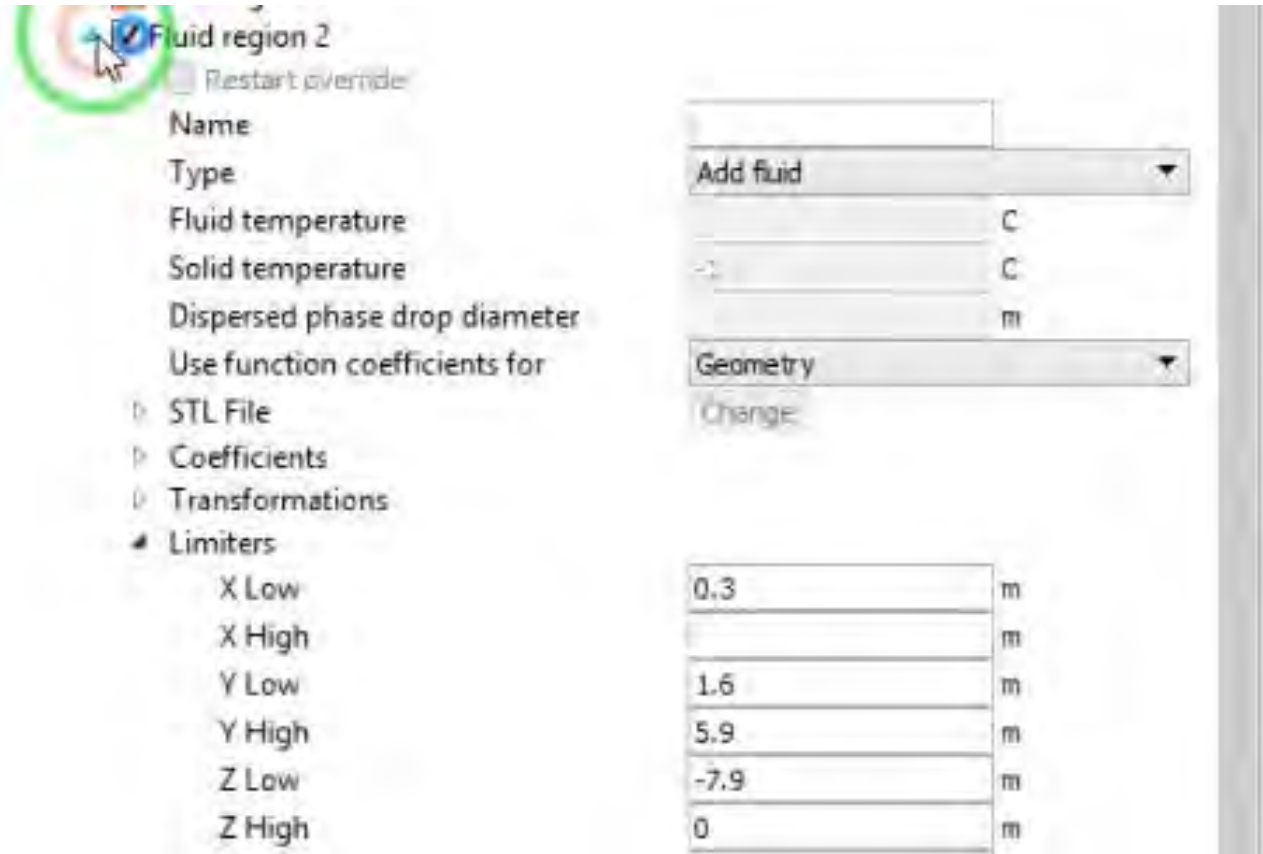 Fluid region 2
Restart override
Name
Type Add fluid
Fluid temperature C
Solid temperature C
Dispersed phase drop diameter m
Use function coefficients for Geometry
STL File Change
Coefficients
Transformations
Limiters
X Low 0.3 m
X High m
Y Low 1.6 m
Y High 5.9 m
Z Low -7.9 m
Z High 0 m